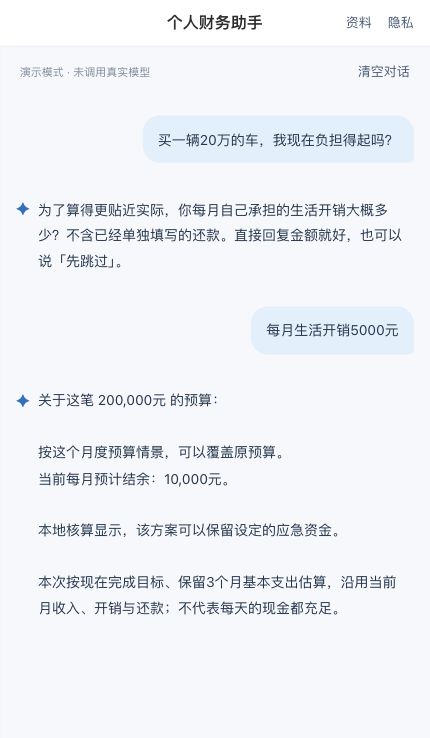 个人财务助手 资料 隐私
演示模式 · 未调用真实模型 清空对话
买一辆20万的车，我现在负担得起吗？
为了算得更贴近实际，你每月自己承担的生活开销大概多
少？不含已经单独填写的还款。直接回复金额就好，也可以
说「先跳过」。
每月生活开销5000元
关于这笔 200,000元 的预算：
按这个月度预算情景，可以覆盖原预算。
当前每月预计结余：10,000元。
本地核算显示，该方案可以保留设定的应急资金。
本次按现在完成目标、保留3个月基本支出估算，沿用当前
月收入、开销与还款；不代表每天的现金都充足。